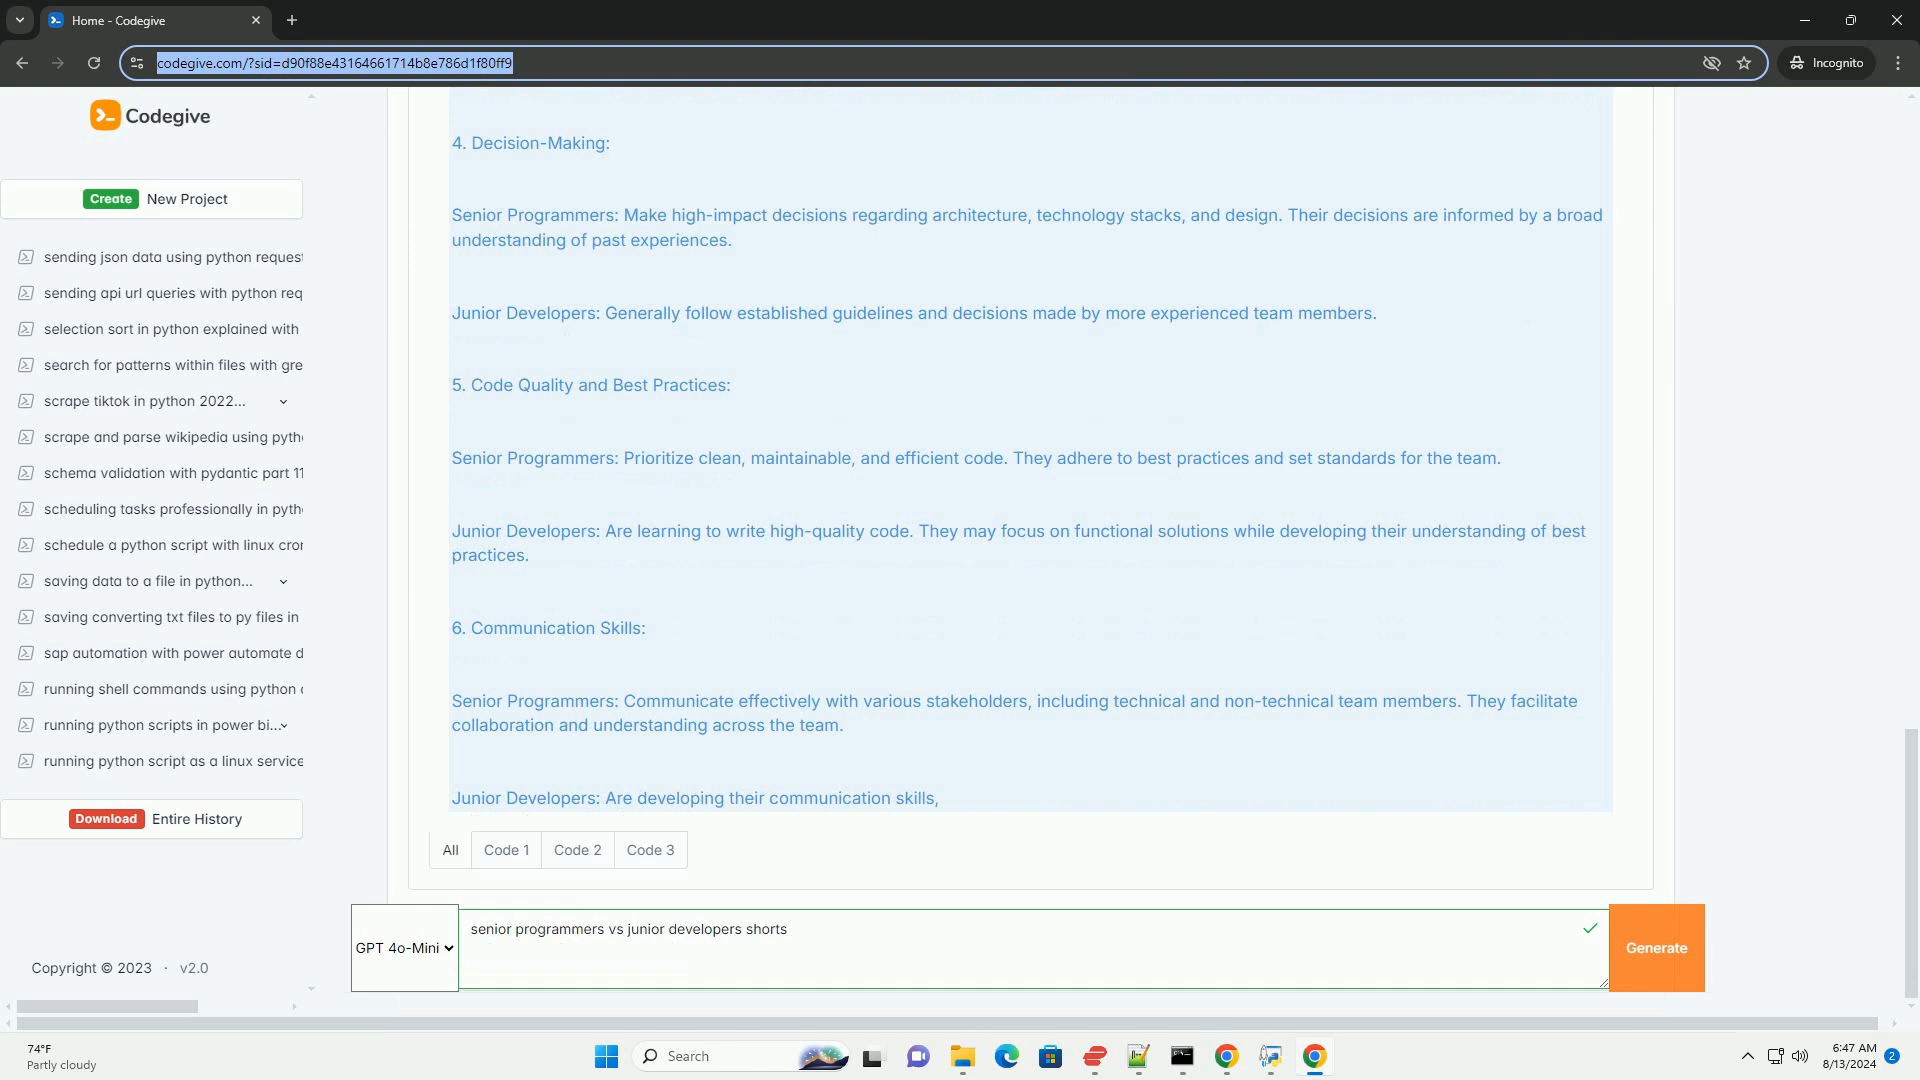 Home - Codegive
codegive.com/?sid=d90f88e43164661714b8e786d1f80ff9
Incognito
Codegive
Create New Project
sending json data using python request
sending api url queries with python req
selection sort in python explained with
search for patterns within files with gre
scrape tiktok in python 2022...
scrape and parse wikipedia using pyth
schema validation with pydantic part 11
scheduling tasks professionally in pyth
schedule a python script with linux cror
saving data to a file in python...
saving converting txt files to py files in
sap automation with power automate d
running shell commands using python
running python scripts in power bi...
running python script as a linux service
Download Entire History
Copyright © 2023 · v2.0
4. Decision-Making:
Senior Programmers: Make high-impact decisions regarding architecture, technology stacks, and design. Their decisions are informed by a broad
understanding of past experiences.
Junior Developers: Generally follow established guidelines and decisions made by more experienced team members.
5. Code Quality and Best Practices:
Senior Programmers: Prioritize clean, maintainable, and efficient code. They adhere to best practices and set standards for the team.
Junior Developers: Are learning to write high-quality code. They may focus on functional solutions while developing their understanding of best
practices.
6. Communication Skills:
Senior Programmers: Communicate effectively with various stakeholders, including technical and non-technical team members. They facilitate
collaboration and understanding across the team.
Junior Developers: Are developing their communication skills,
All Code 1 Code 2 Code 3
GPT 4o-Mini
senior programmers vs junior developers shorts
Generate
74°F
Partly cloudy
Search
6:47 AM
8/13/2024
2